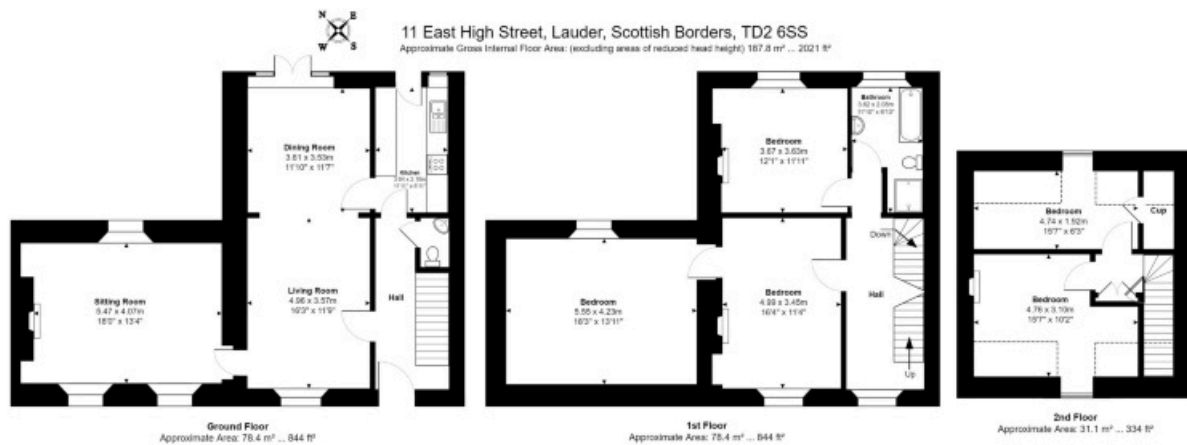 N E
W S
11 East High Street, Lauder, Scottish Borders, TD2 6SS
Approximate Gross Internal Floor Area: (excluding areas of reduced head height) 187.8 m² ... 2021 ft²
Dining Room
3.61 x 3.53m
11'10" x 11'7"
Kitchen
Sitting Room
5.47 x 4.07m
18'0" x 13'4"
Living Room
4.96 x 3.57m
16'3" x 11'9"
Hall
Ground Floor
Approximate Area: 78.4 m² ... 844 ft²
Bedroom
3.67 x 3.63m
12'1" x 11'11"
Bathroom
Bedroom
5.55 x 4.23m
18'3" x 13'11"
Bedroom
4.99 x 3.45m
16'4" x 11'4"
Down
Hall
Up
1st Floor
Approximate Area: 78.4 m² ... 844 ft²
Bedroom
4.74 x 1.92m
15'7" x 6'3"
Cup
Bedroom
4.76 x 3.10m
15'7" x 10'2"
2nd Floor
Approximate Area: 31.1 m² ... 334 ft²